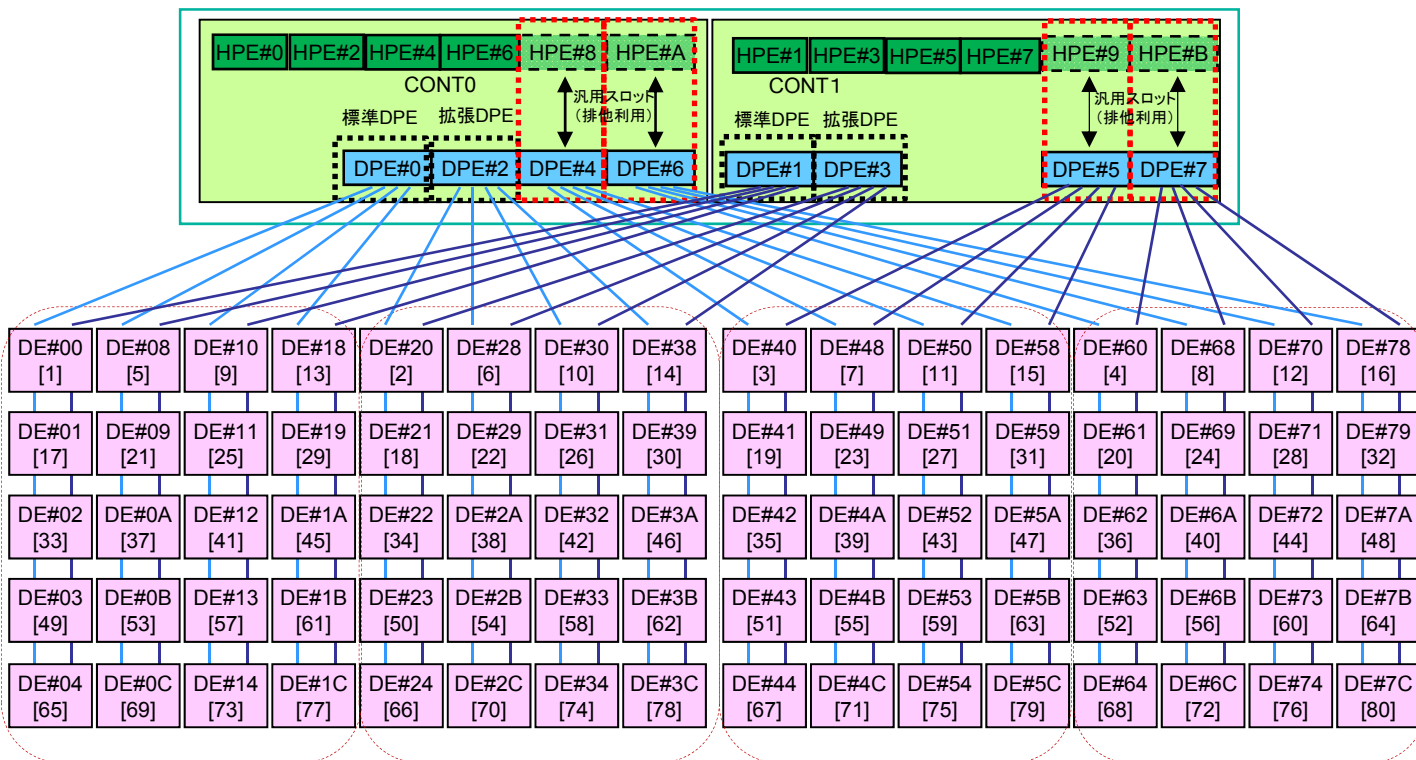 HPE#0 HPE#2 HPE#4 HPE#6 HPE#8 HPE#A HPE#1 HPE#3 HPE#5 HPE#7 HPE#9 HPE#B
CONT0 CONT1
汎用スロット 汎用スロット
標準DPE 拡張DPE (排他利用) 標準DPE 拡張DPE (排他利用)
DPE#0 DPE#2 DPE#4 DPE#6 DPE#1 DPE#3 DPE#5 DPE#7
DE#00 DE#08 DE#10 DE#18 DE#20 DE#28 DE#30 DE#38 DE#40 DE#48 DE#50 DE#58 DE#60 DE#68 DE#70 DE#78
[1] [5] [9] [13] [2] [6] [10] [14] [3] [7] [11] [15] [4] [8] [12] [16]
DE#01 DE#09 DE#11 DE#19 DE#21 DE#29 DE#31 DE#39 DE#41 DE#49 DE#51 DE#59 DE#61 DE#69 DE#71 DE#79
[17] [21] [25] [29] [18] [22] [26] [30] [19] [23] [27] [31] [20] [24] [28] [32]
DE#02 DE#0A DE#12 DE#1A DE#22 DE#2A DE#32 DE#3A DE#42 DE#4A DE#52 DE#5A DE#62 DE#6A DE#72 DE#7A
[33] [37] [41] [45] [34] [38] [42] [46] [35] [39] [43] [47] [36] [40] [44] [48]
DE#03 DE#0B DE#13 DE#1B DE#23 DE#2B DE#33 DE#3B DE#43 DE#4B DE#53 DE#5B DE#63 DE#6B DE#73 DE#7B
[49] [53] [57] [61] [50] [54] [58] [62] [51] [55] [59] [63] [52] [56] [60] [64]
DE#04 DE#0C DE#14 DE#1C DE#24 DE#2C DE#34 DE#3C DE#44 DE#4C DE#54 DE#5C DE#64 DE#6C DE#74 DE#7C
[65] [69] [73] [77] [66] [70] [74] [78] [67] [71] [75] [79] [68] [72] [76] [80]